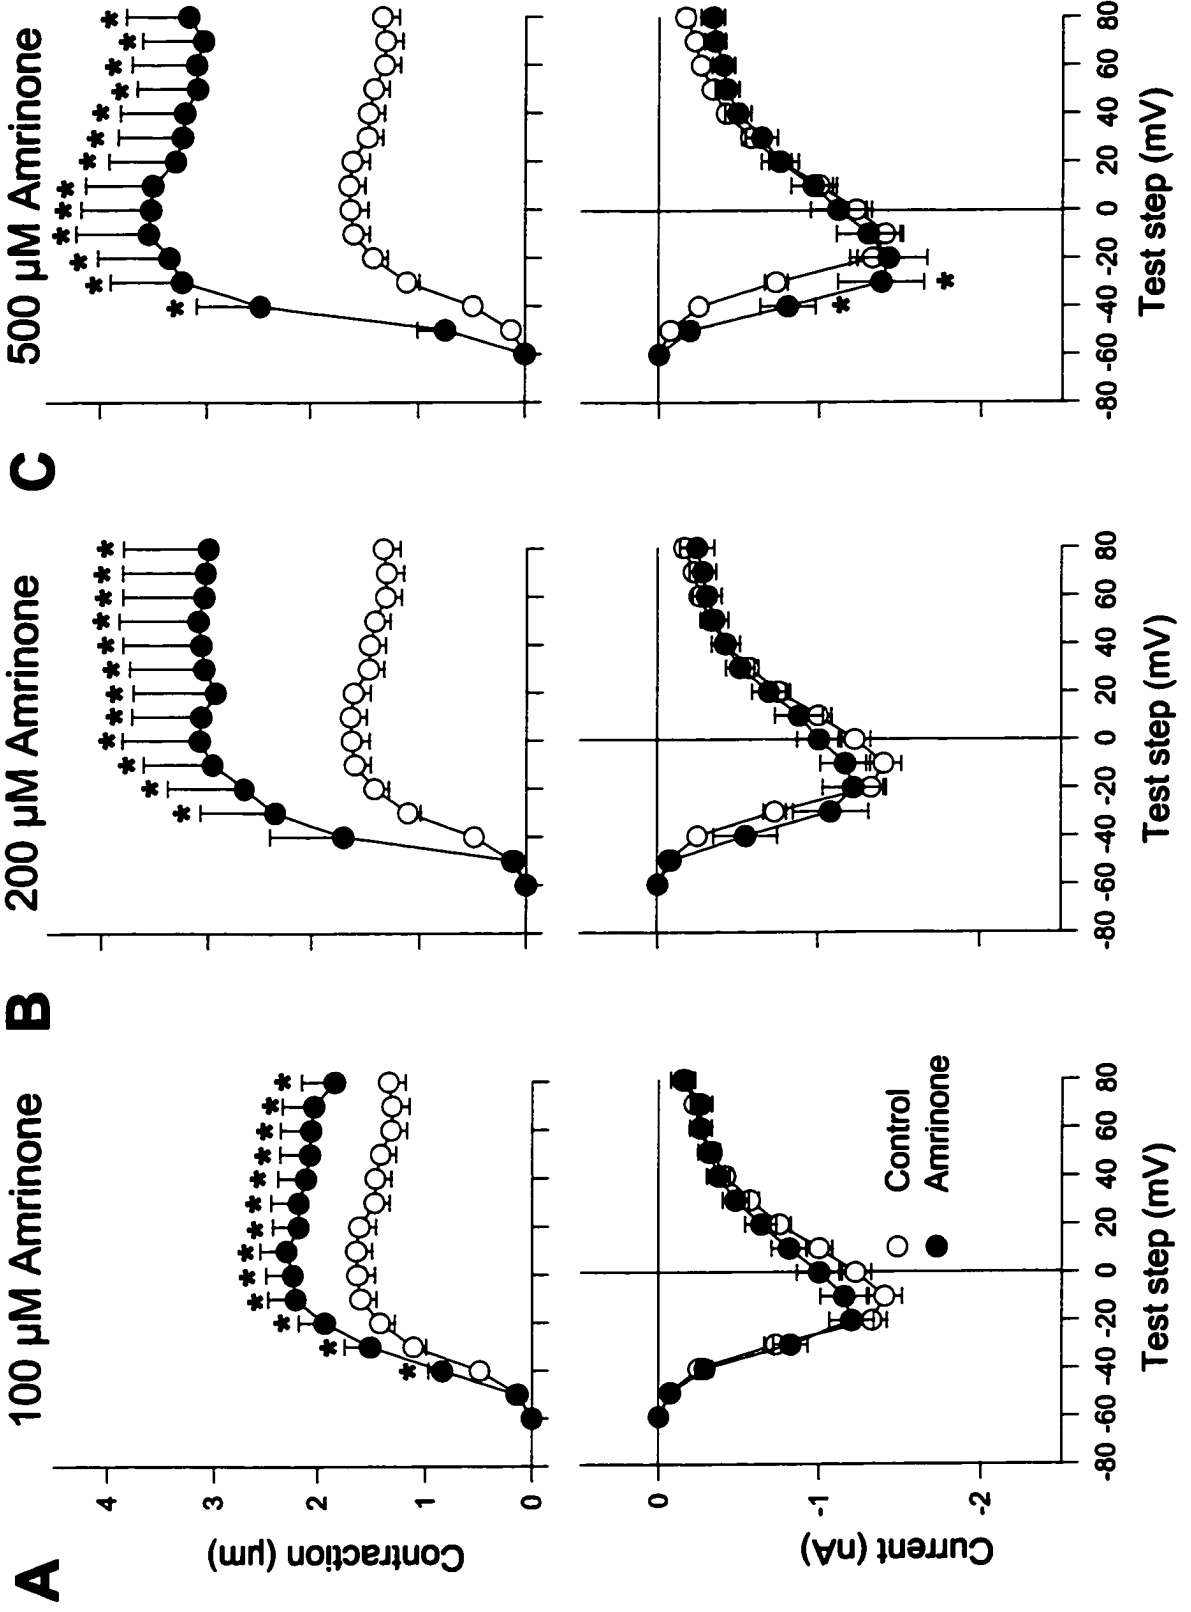 A
100 µM Amrinone
B
200 µM Amrinone
C
500 µM Amrinone
Contraction (µm)
4
3
2
1
0
* * * * * * * * * * * * *
* * * * * * * * * * * *
* * * * * * * * * * * * *
Current (nA)
0
-1
-2
* *
Control
Amrinone
-80 -60 -40 -20 0 20 40 60 80
-80 -60 -40 -20 0 20 40 60 80
-80 -60 -40 -20 0 20 40 60 80
Test step (mV)
Test step (mV)
Test step (mV)